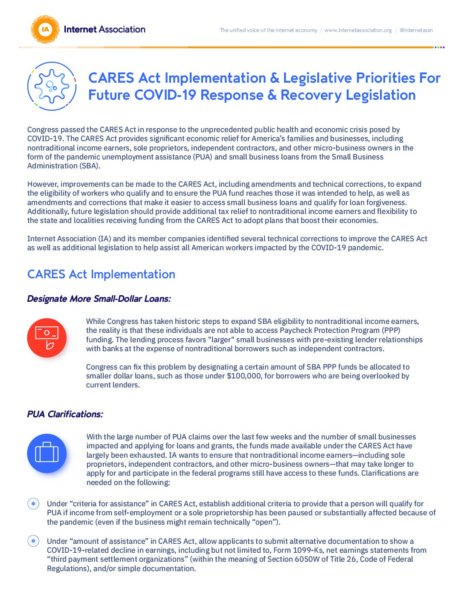 IA Internet Association
The unified voice of the internet economy / www.internetassociation.org / @internetassn
CARES Act Implementation & Legislative Priorities For
Future COVID-19 Response & Recovery Legislation
Congress passed the CARES Act in response to the unprecedented public health and economic crisis posed by
COVID-19. The CARES Act provides significant economic relief for America's families and businesses, including
nontraditional income earners, sole proprietors, independent contractors, and other micro-business owners in the
form of the pandemic unemployment assistance (PUA) and small business loans from the Small Business
Administration (SBA).
However, improvements can be made to the CARES Act, including amendments and technical corrections, to expand
the eligibility of workers who qualify and to ensure the PUA fund reaches those it was intended to help, as well as
amendments and corrections that make it easier to access small business loans and qualify for loan forgiveness.
Additionally, future legislation should provide additional tax relief to nontraditional income earners and flexibility to
the state and localities receiving funding from the CARES Act to adopt plans that boost their economies.
Internet Association (IA) and its member companies identified several technical corrections to improve the CARES Act
as well as additional legislation to help assist all American workers impacted by the COVID-19 pandemic.
CARES Act Implementation
Designate More Small-Dollar Loans:
While Congress has taken historic steps to expand SBA eligibility to nontraditional income earners,
the reality is that these individuals are not able to access Paycheck Protection Program (PPP)
funding. The lending process favors "larger" small businesses with pre-existing lender relationships
with banks at the expense of nontraditional borrowers such as independent contractors.
Congress can fix this problem by designating a certain amount of SBA PPP funds be allocated to
smaller dollar loans, such as those under $100,000, for borrowers who are being overlooked by
current lenders.
PUA Clarifications:
With the large number of PUA claims over the last few weeks and the number of small businesses
impacted and applying for loans and grants, the funds made available under the CARES Act have
largely been exhausted. IA wants to ensure that nontraditional income earners—including sole
proprietors, independent contractors, and other micro-business owners—that may take longer to
apply for and participate in the federal programs still have access to these funds. Clarifications are
needed on the following:
Under "criteria for assistance" in CARES Act, establish additional criteria to provide that a person will qualify for
PUA if income from self-employment or a sole proprietorship has been paused or substantially affected because of
the pandemic (even if the business might remain technically "open").
Under "amount of assistance" in CARES Act, allow applicants to submit alternative documentation to show a
COVID-19-related decline in earnings, including but not limited to, Form 1099-Ks, net earnings statements from
"third payment settlement organizations" (within the meaning of Section 6050W of Title 26, Code of Federal
Regulations), and/or simple documentation.